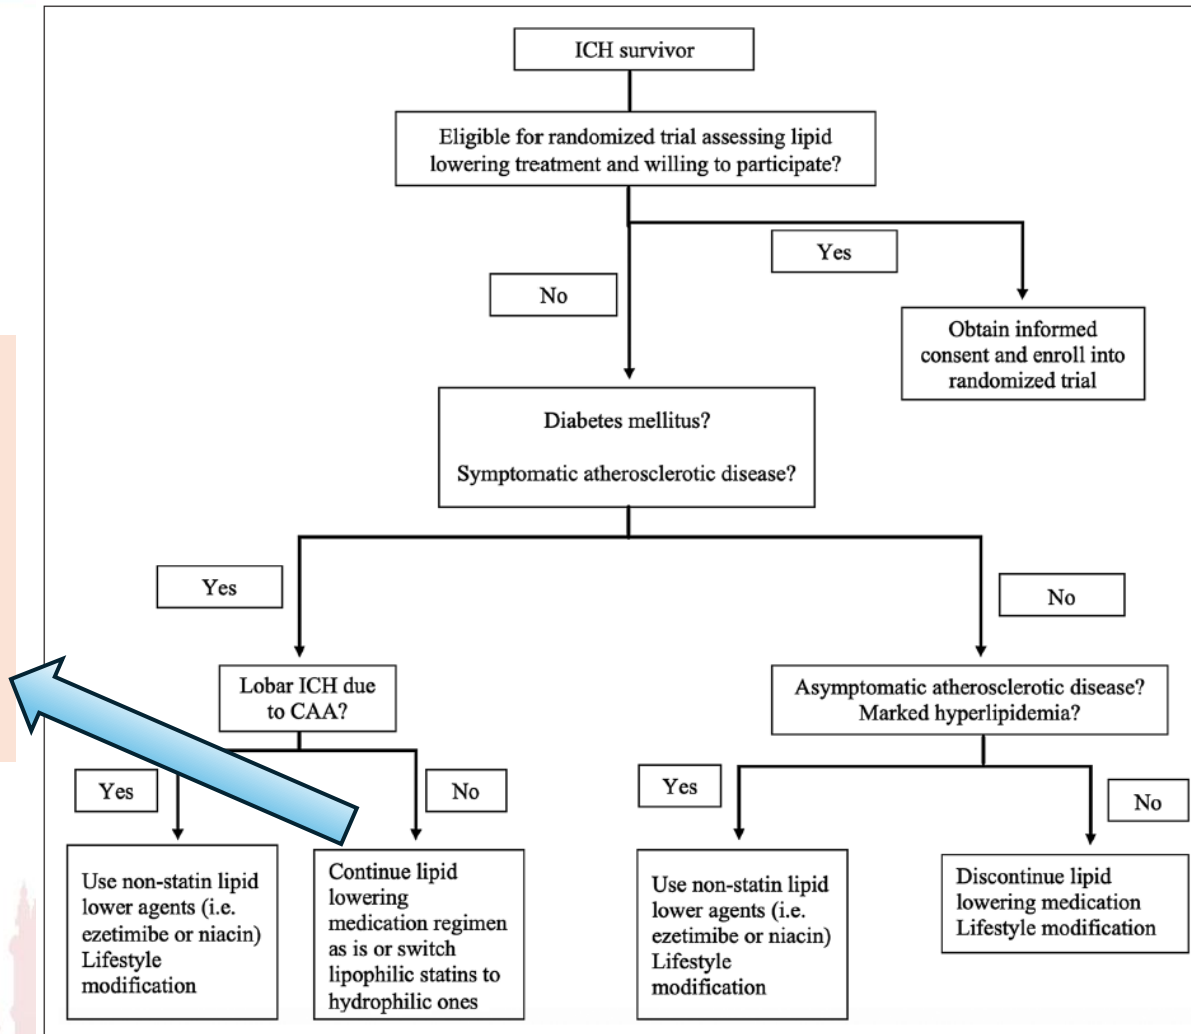 ICH survivor
Eligible for randomized trial assessing lipid
lowering treatment and willing to participate?
Yes
No
Obtain informed
consent and enroll into
randomized trial
Diabetes mellitus?
Symptomatic atherosclerotic disease?
Yes
No
Lobar ICH due
to CAA?
Asymptomatic atherosclerotic disease?
Marked hyperlipidemia?
Yes
No
Yes
No
Use non-statin lipid
lower agents (i.e.
ezetimibe or niacin)
Lifestyle
modification
Continue lipid
lowering
medication regimen
as is or switch
lipophilic statins to
hydrophilic ones
Use non-statin lipid
lower agents (i.e.
ezetimibe or niacin)
Lifestyle
modification
Discontinue lipid
lowering medication
Lifestyle modification